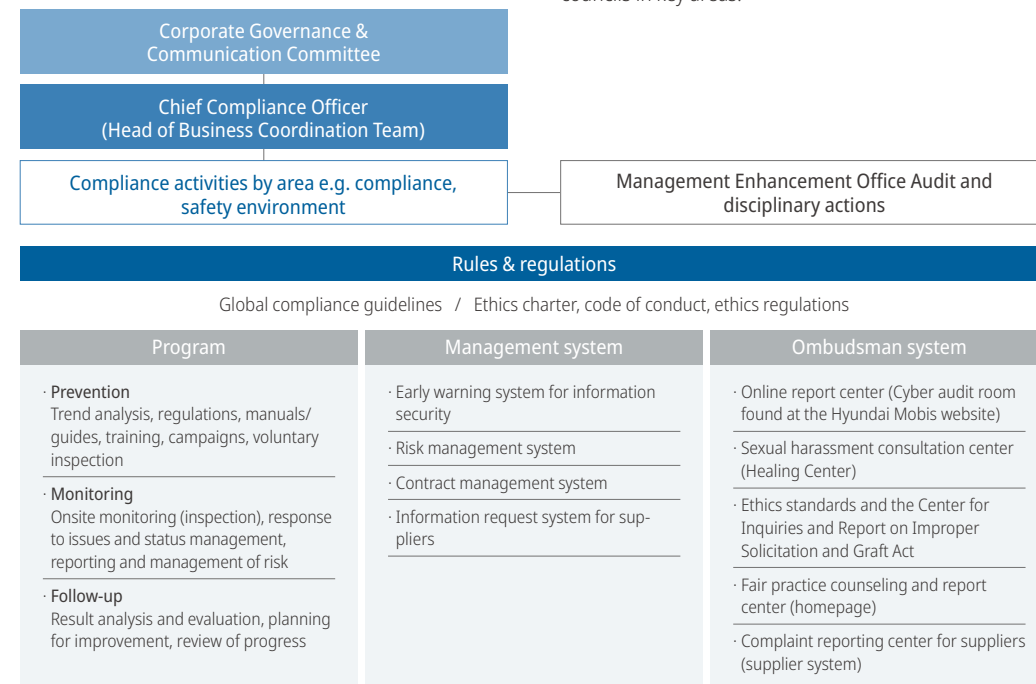 councils in key areas.
Corporate Governance &
Communication Committee
Chief Compliance Officer
(Head of Business Coordination Team)
Compliance activities by area e.g. compliance,
safety environment
Management Enhancement Office Audit and
disciplinary actions
Rules & regulations
Global compliance guidelines / Ethics charter, code of conduct, ethics regulations
Program
· Prevention
Trend analysis, regulations, manuals/
guides, training, campaigns, voluntary
inspection
· Monitoring
Onsite monitoring (inspection), response
to issues and status management,
reporting and management of risk
· Follow-up
Result analysis and evaluation, planning
for improvement, review of progress
Management system
· Early warning system for information
security
· Risk management system
· Contract management system
· Information request system for sup-
pliers
Ombudsman system
· Online report center (Cyber audit room
found at the Hyundai Mobis website)
· Sexual harassment consultation center
(Healing Center)
· Ethics standards and the Center for
Inquiries and Report on Improper
Solicitation and Graft Act
· Fair practice counseling and report
center (homepage)
· Complaint reporting center for suppliers
(supplier system)